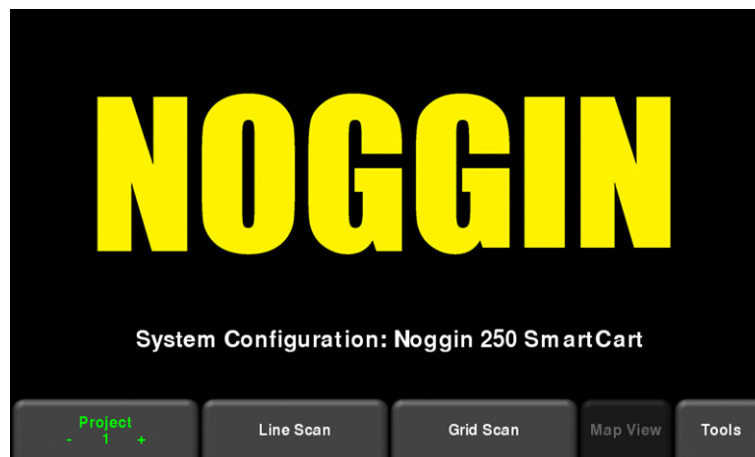 NOGGIN
System Configuration: Noggin 250 SmartCart
Project
- 1 +
Line Scan
Grid Scan
Map View
Tools